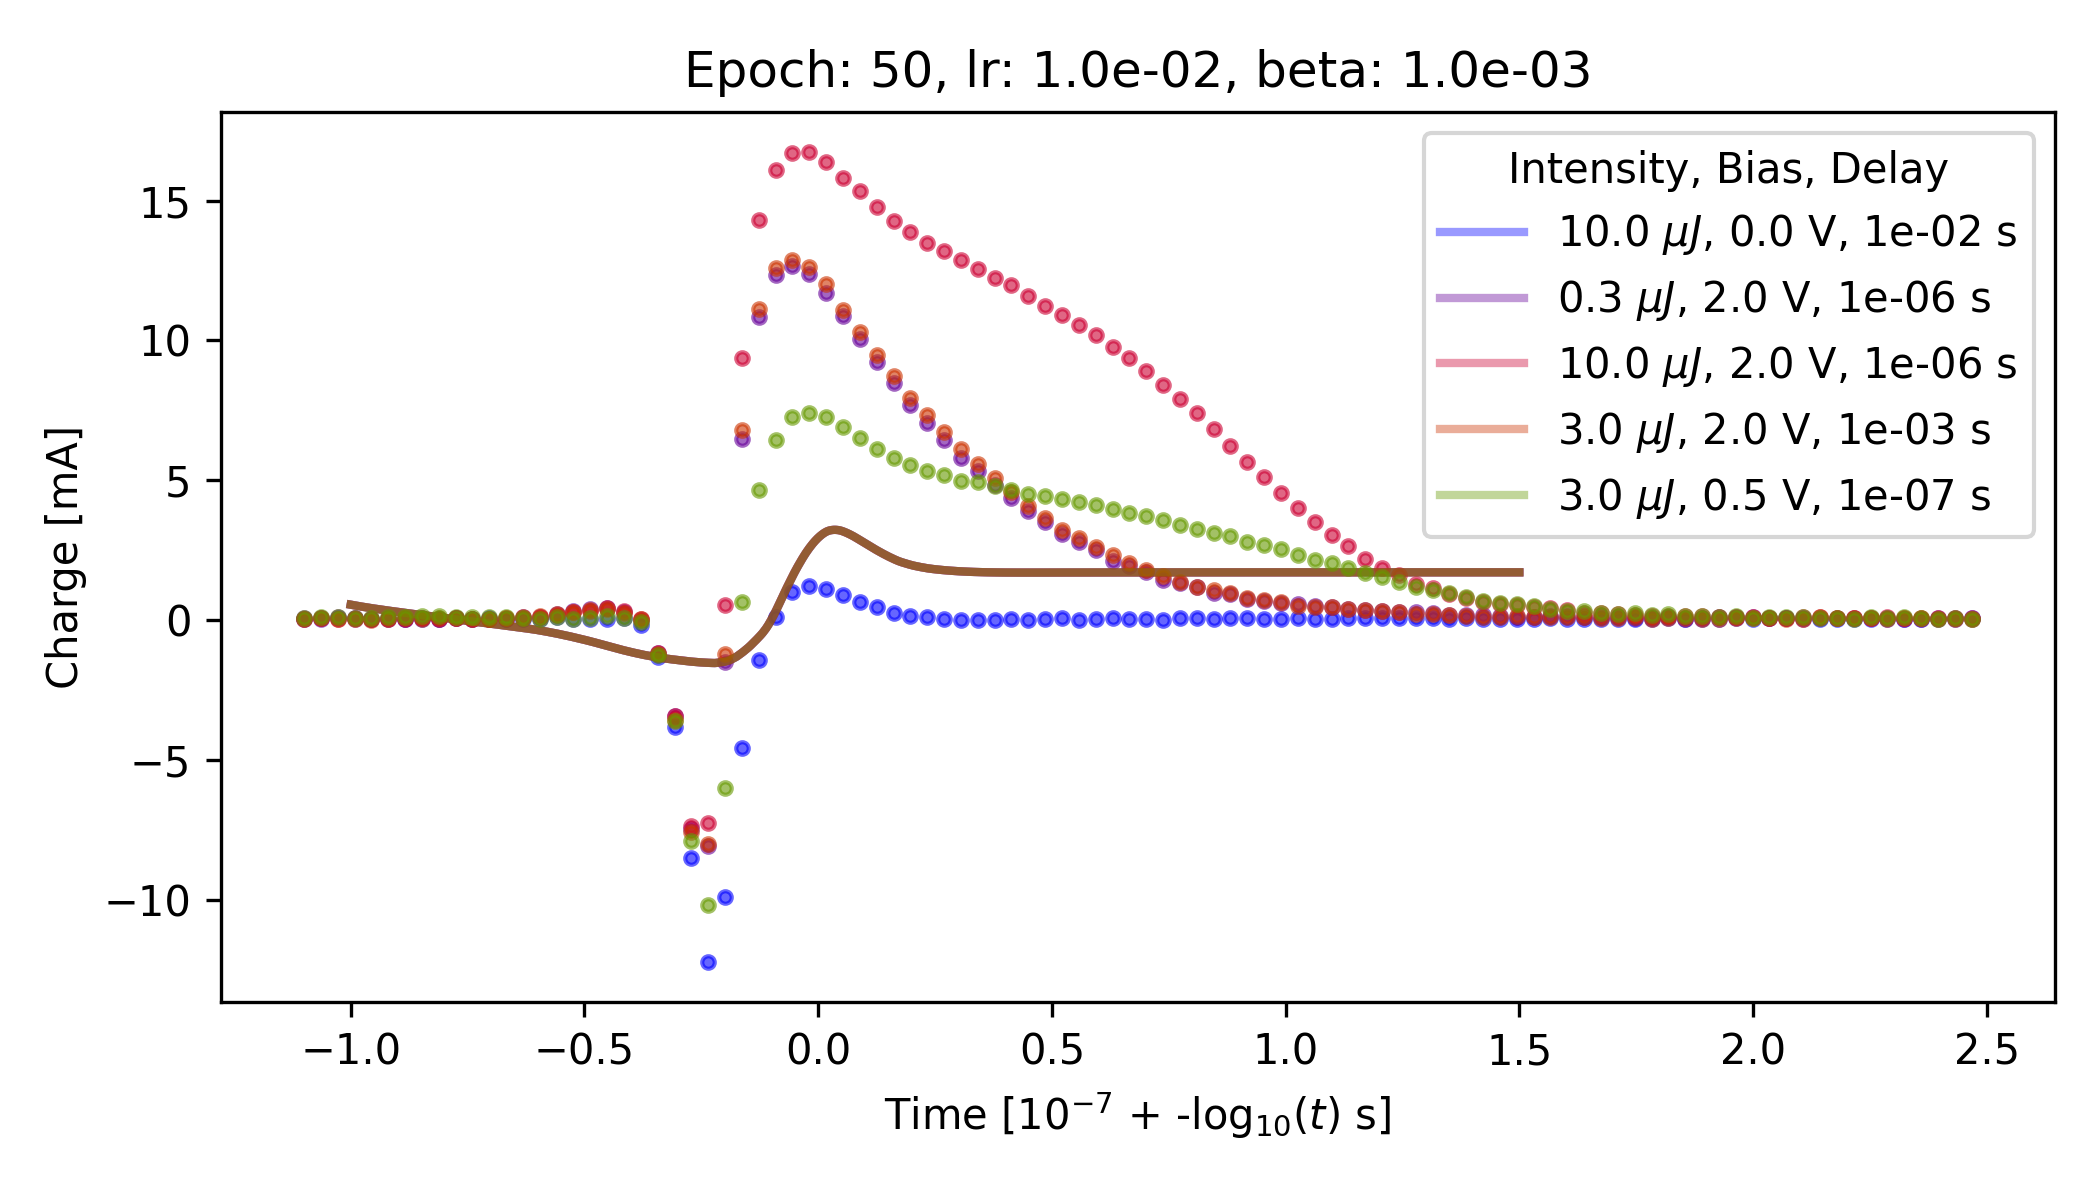 Epoch: 50, lr: 1.0e-02, beta: 1.0e-03
Intensity, Bias, Delay
10.0 μJ, 0.0 V, 1e-02 s
0.3 μJ, 2.0 V, 1e-06 s
10.0 μJ, 2.0 V, 1e-06 s
3.0 μJ, 2.0 V, 1e-03 s
3.0 μJ, 0.5 V, 1e-07 s
Charge [mA]
15
10
5
0
−5
−10
−1.0 −0.5 0.0 0.5 1.0 1.5 2.0 2.5
Time [10⁻⁷ + -log₁₀(t) s]